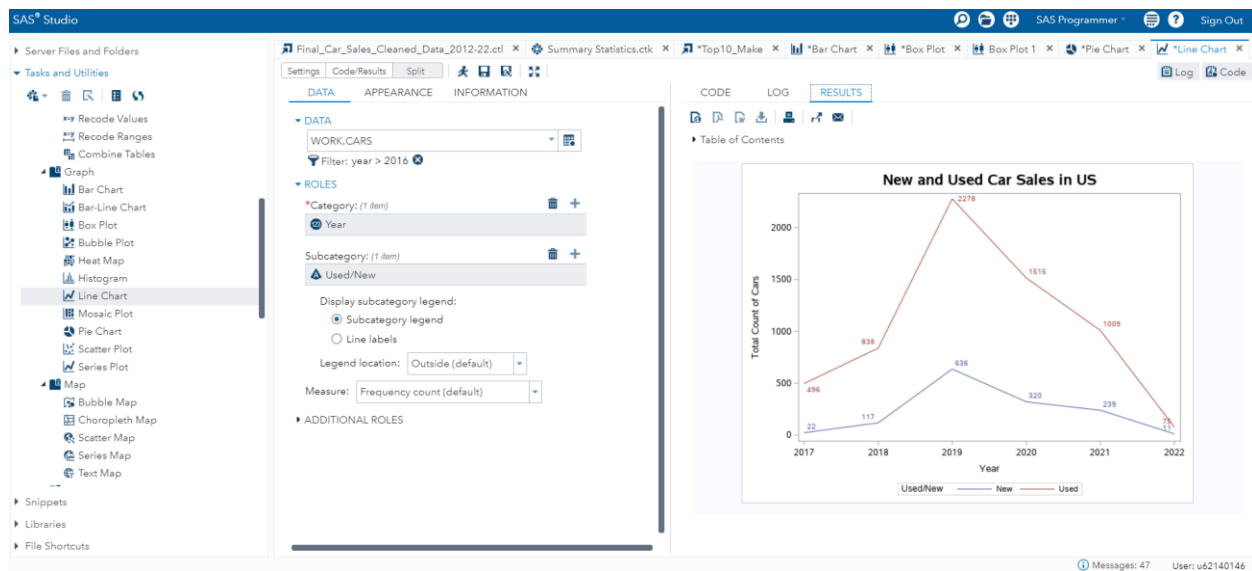 SAS® Studio
SAS Programmer
Sign Out
Server Files and Folders
Tasks and Utilities
Recode Values
Recode Ranges
Combine Tables
Graph
Bar Chart
Bar-Line Chart
Box Plot
Bubble Plot
Heat Map
Histogram
Line Chart
Mosaic Plot
Pie Chart
Scatter Plot
Series Plot
Map
Bubble Map
Choropleth Map
Scatter Map
Series Map
Text Map
Snippets
Libraries
File Shortcuts
Final_Car_Sales_Cleaned_Data_2012-22.ctl × Summary Statistics.ctk × *Top10_Make × *Bar Chart × *Box Plot × Box Plot 1 × *Pie Chart × *Line Chart ×
Settings Code/Results Split
Log Code
DATA APPEARANCE INFORMATION
DATA
WORK.CARS
Filter: year > 2016
ROLES
*Category: (1 item)
123 Year
Subcategory: (1 item)
Used/New
Display subcategory legend:
Subcategory legend
Line labels
Legend location: Outside (default)
Measure: Frequency count (default)
ADDITIONAL ROLES
CODE LOG RESULTS
Table of Contents
New and Used Car Sales in US
Total Count of Cars
2000
1500
1000
500
0
2278
1515
1009
838
496
75
636
320
239
117
22
11
2017 2018 2019 2020 2021 2022
Year
Used/New New Used
Messages: 47 User: u62140146